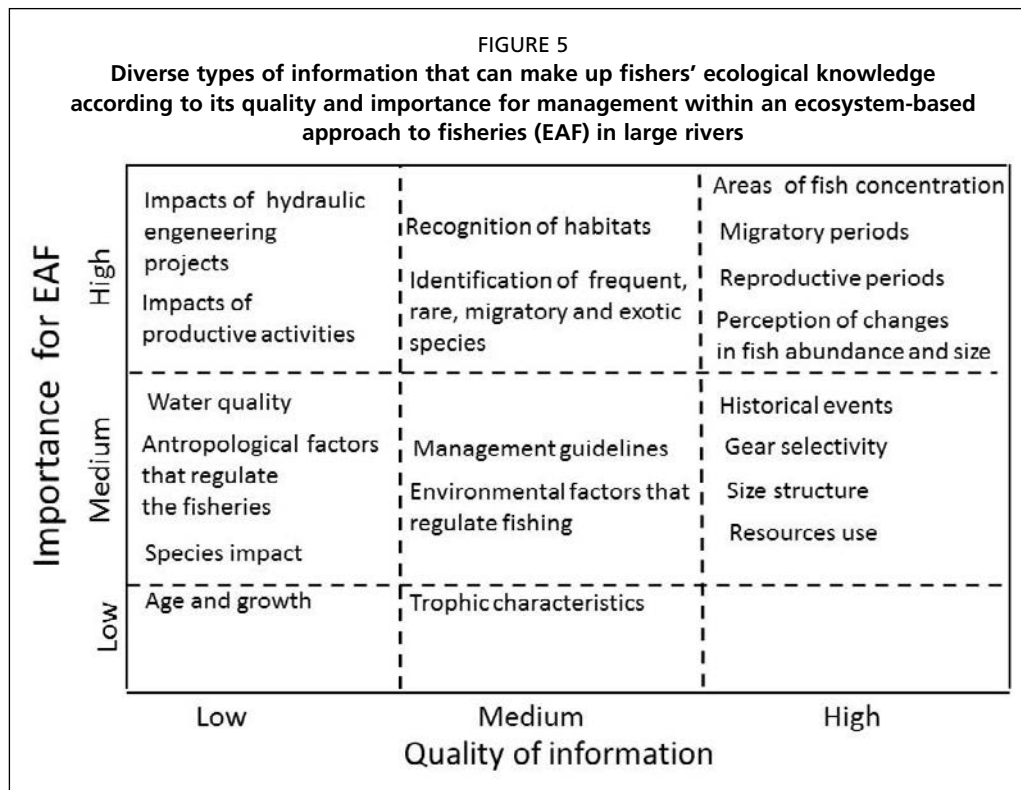 FIGURE 5
Diverse types of information that can make up fishers' ecological knowledge
according to its quality and importance for management within an ecosystem-based
approach to fisheries (EAF) in large rivers
Importance for EAF
High
Impacts of hydraulic
engeneering
projects
Impacts of
productive activities
Recognition of habitats
Identification of frequent,
rare, migratory and exotic
species
Areas of fish concentration
Migratory periods
Reproductive periods
Perception of changes
in fish abundance and size
Medium
Water quality
Antropological factors
that regulate
the fisheries
Species impact
Management guidelines
Environmental factors that
regulate fishing
Historical events
Gear selectivity
Size structure
Resources use
Low
Age and growth
Trophic characteristics
Low
Medium
High
Quality of information